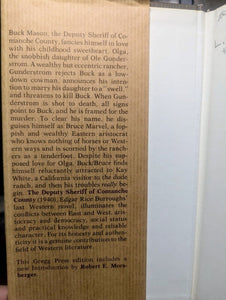 Buck Mason, the Deputy Sheriff of Co-
manche County, fancies himself in love
with his childhood sweetheart, Olga,
the snobbish daughter of Ole Gunder-
strom. A wealthy but eccentric rancher,
Gunderstrom rejects Buck as a low-
down cowman, announces his inten-
tion to marry his daughter to a "swell,"
and threatens to kill Buck. When Gun-
derstrom is shot to death, all signs
point to Buck, and he is framed for the
murder. To clear his name, he dis-
guises himself as Bruce Marvel, a fop-
pish and wealthy Eastern aristocrat
who knows nothing of horses or West-
ern ways and is scorned by the ranch-
ers as a tenderfoot. Despite his sup-
posed love for Olga, Buck/Bruce finds
himself reluctantly attracted to Kay
White, a California visitor to the dude
ranch, and then his troubles really be-
gin. The Deputy Sheriff of Comanche
County (1940), Edgar Rice Burroughs'
last Western novel, illuminates the
conflicts between East and West, aris-
tocracy and democracy, social status
and practical knowledge and reliable
character. For its honesty and authen-
ticity it is a genuine contribution to the
field of Western literature.
This Gregg Press edition includes a
new Introduction by Robert E. Mors-
berger.